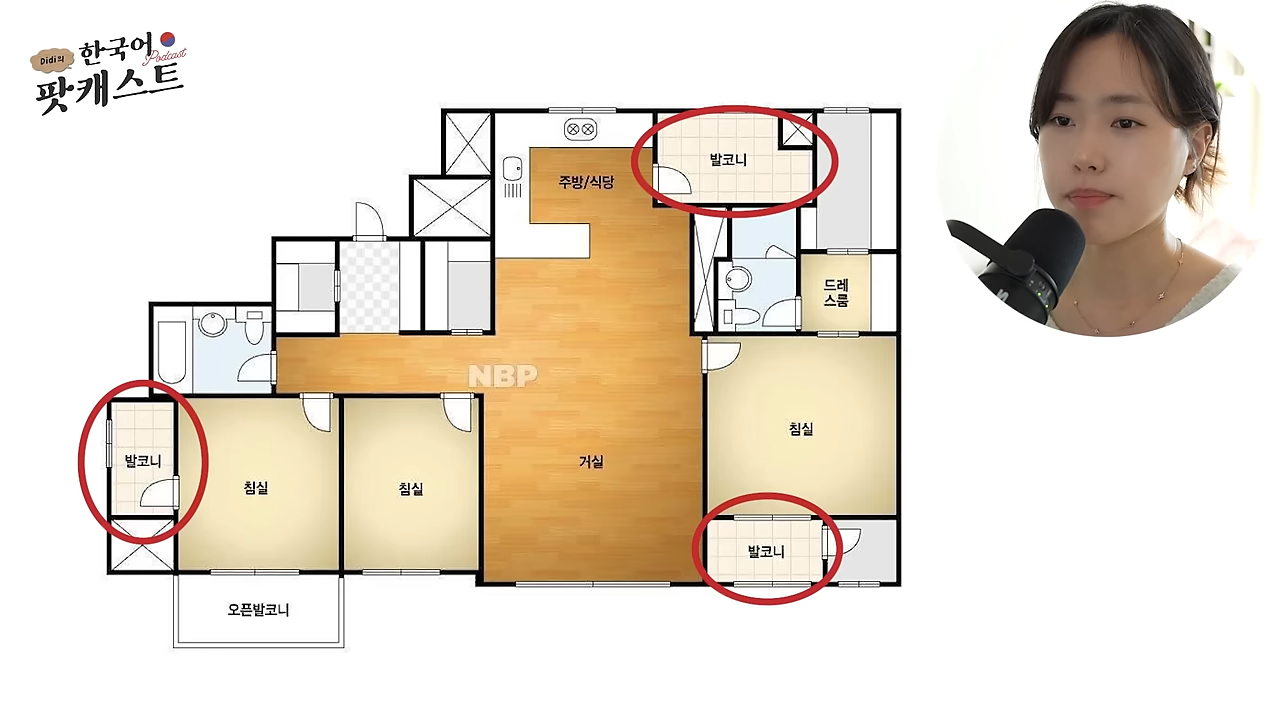 Didi의
한국어
Podcast
팟캐스트
발코니
주방/식당
드레
스룸
NBP
침실
발코니
침실
침실
거실
발코니
오픈발코니